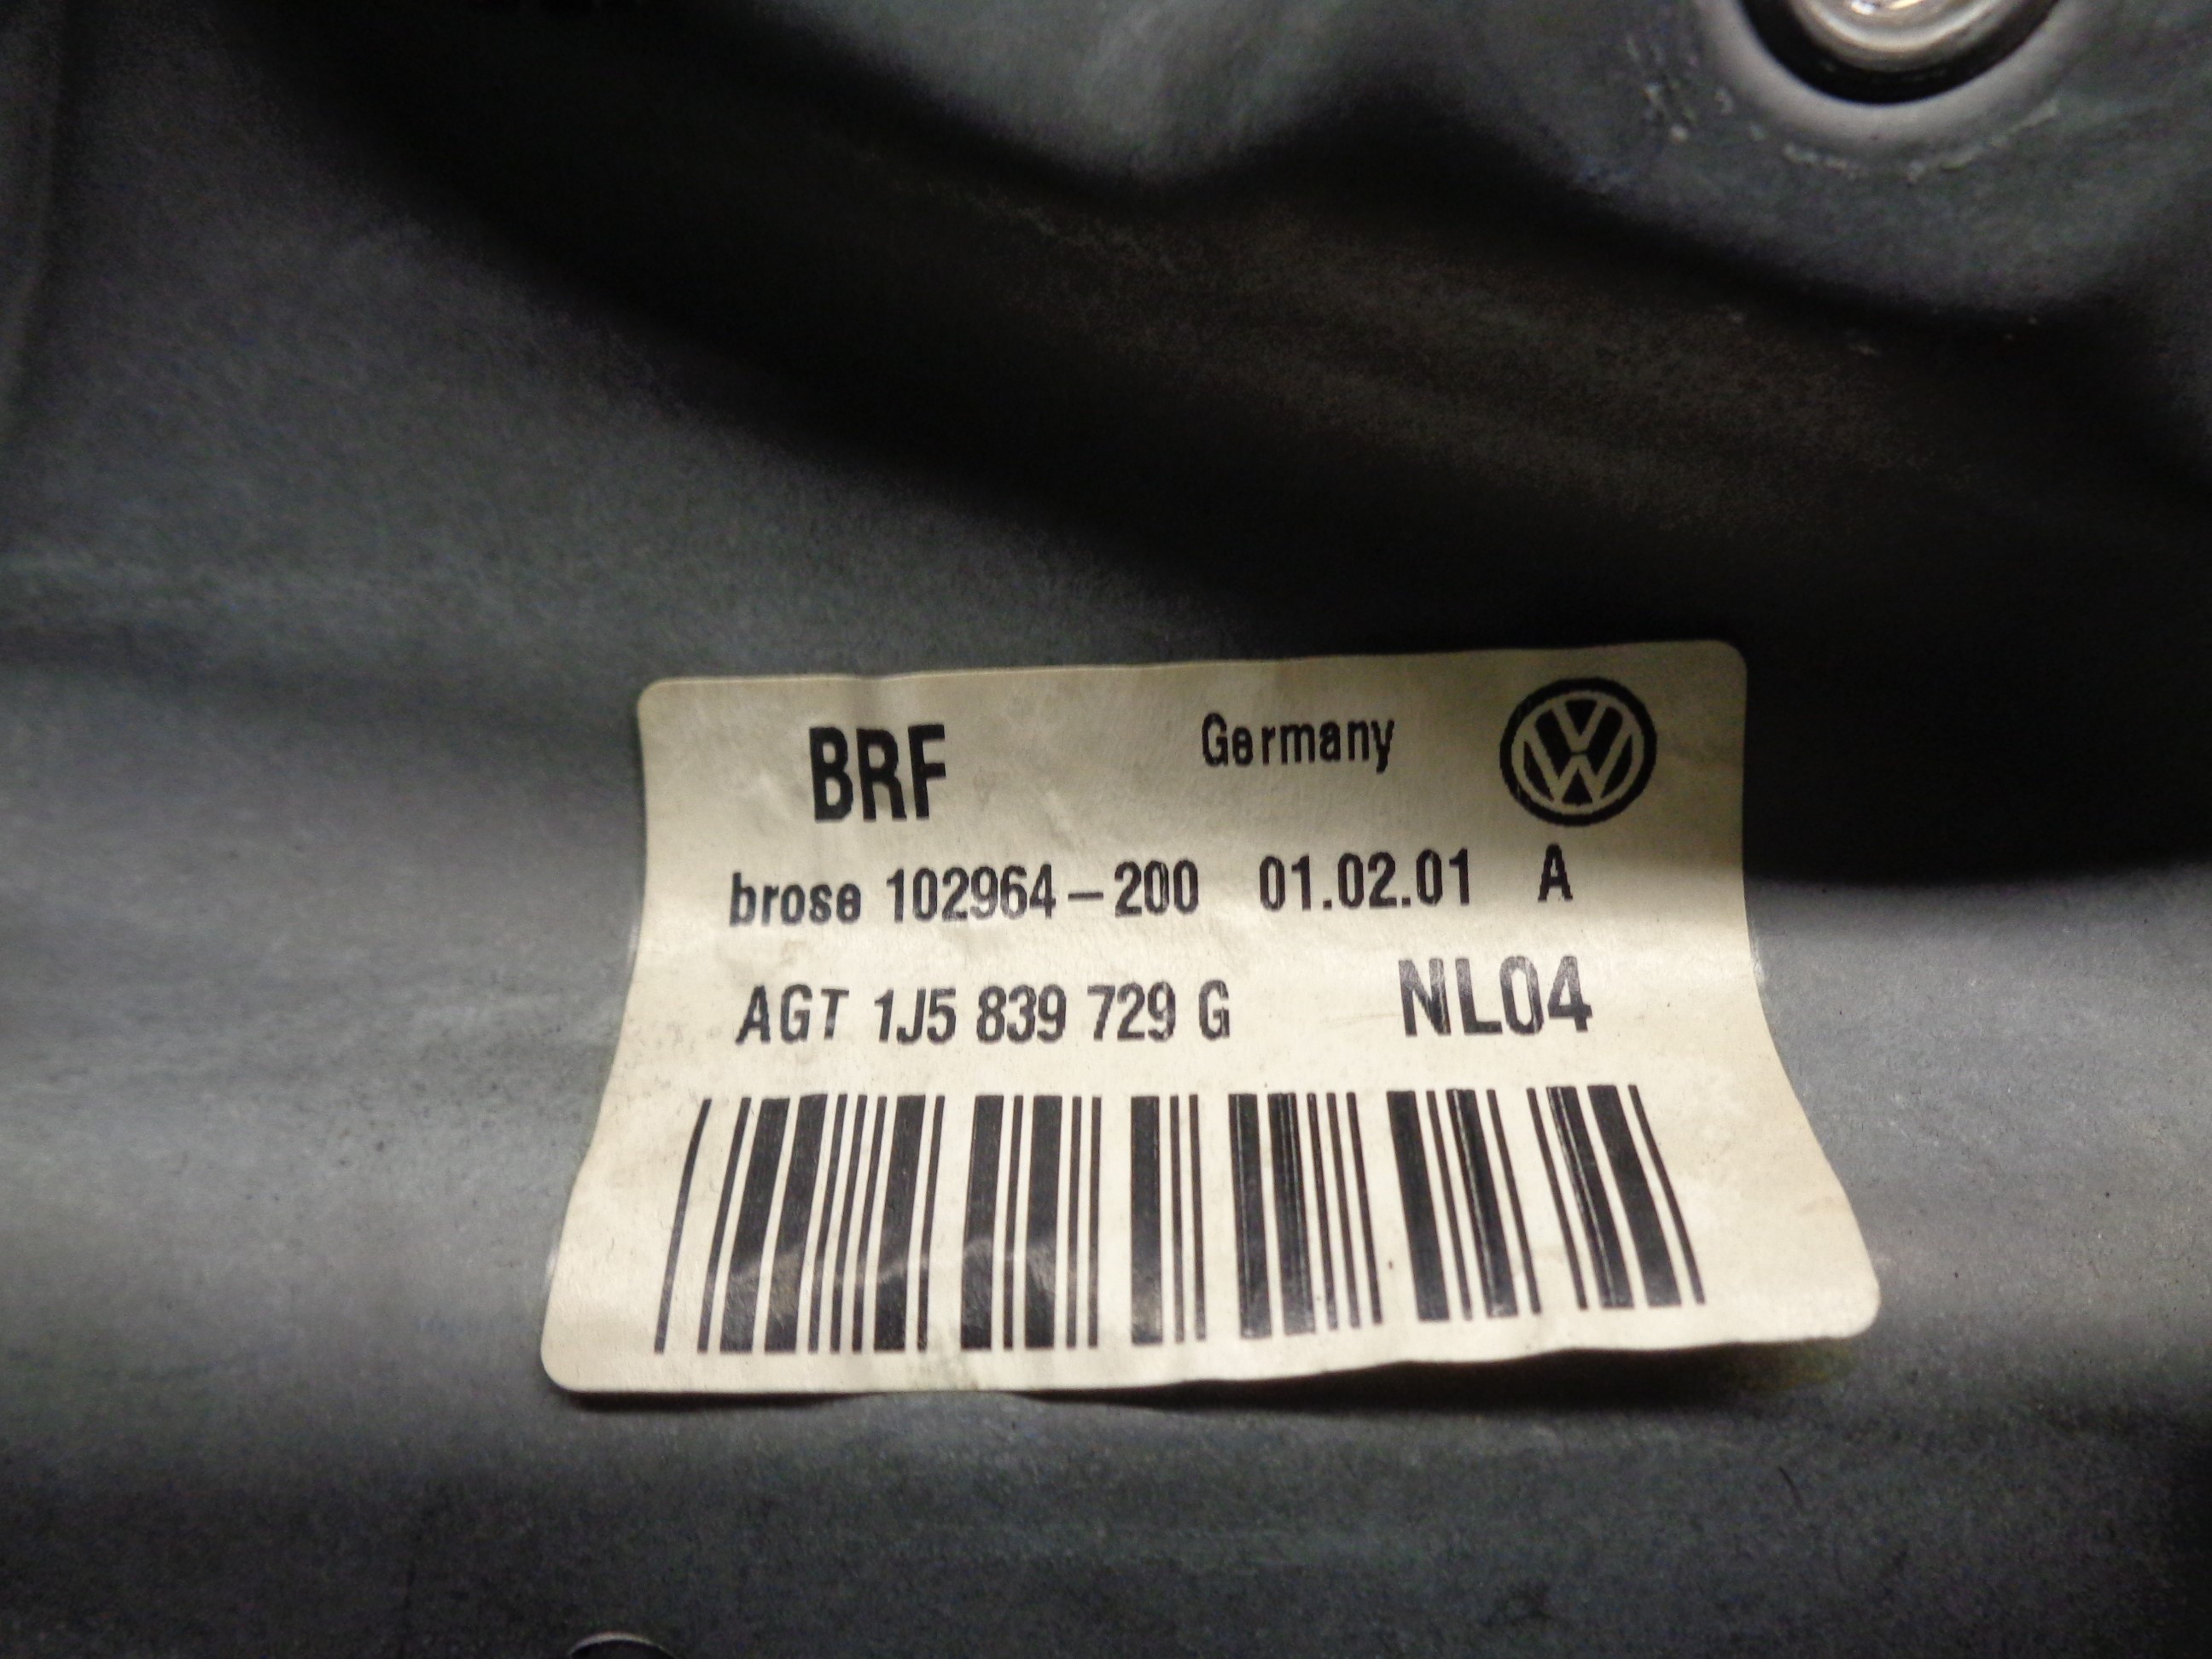 BRF Germany
brose 102964-200 01.02.01 A
AGT 1J5 839 729 G NL04